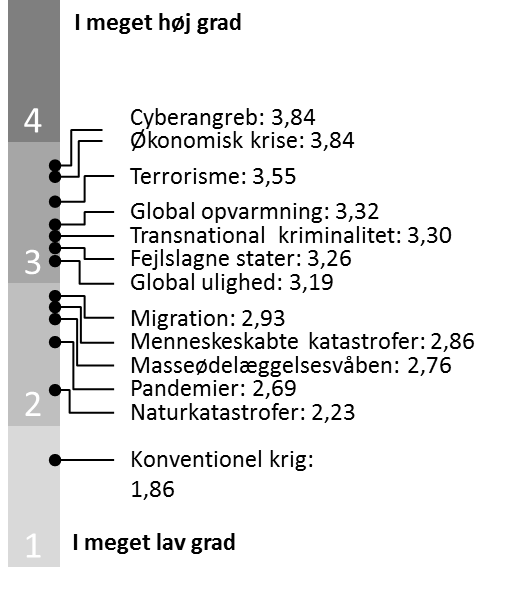 I meget høj grad
4
Cyberangreb: 3,84
Økonomisk krise: 3,84
Terrorisme: 3,55
Global opvarmning: 3,32
Transnational kriminalitet: 3,30
3
Fejlslagne stater: 3,26
Global ulighed: 3,19
Migration: 2,93
Menneskeskabte katastrofer: 2,86
Masseødelæggelsesvåben: 2,76
Pandemier: 2,69
2
Naturkatastrofer: 2,23
Konventionel krig:
1,86
1
I meget lav grad